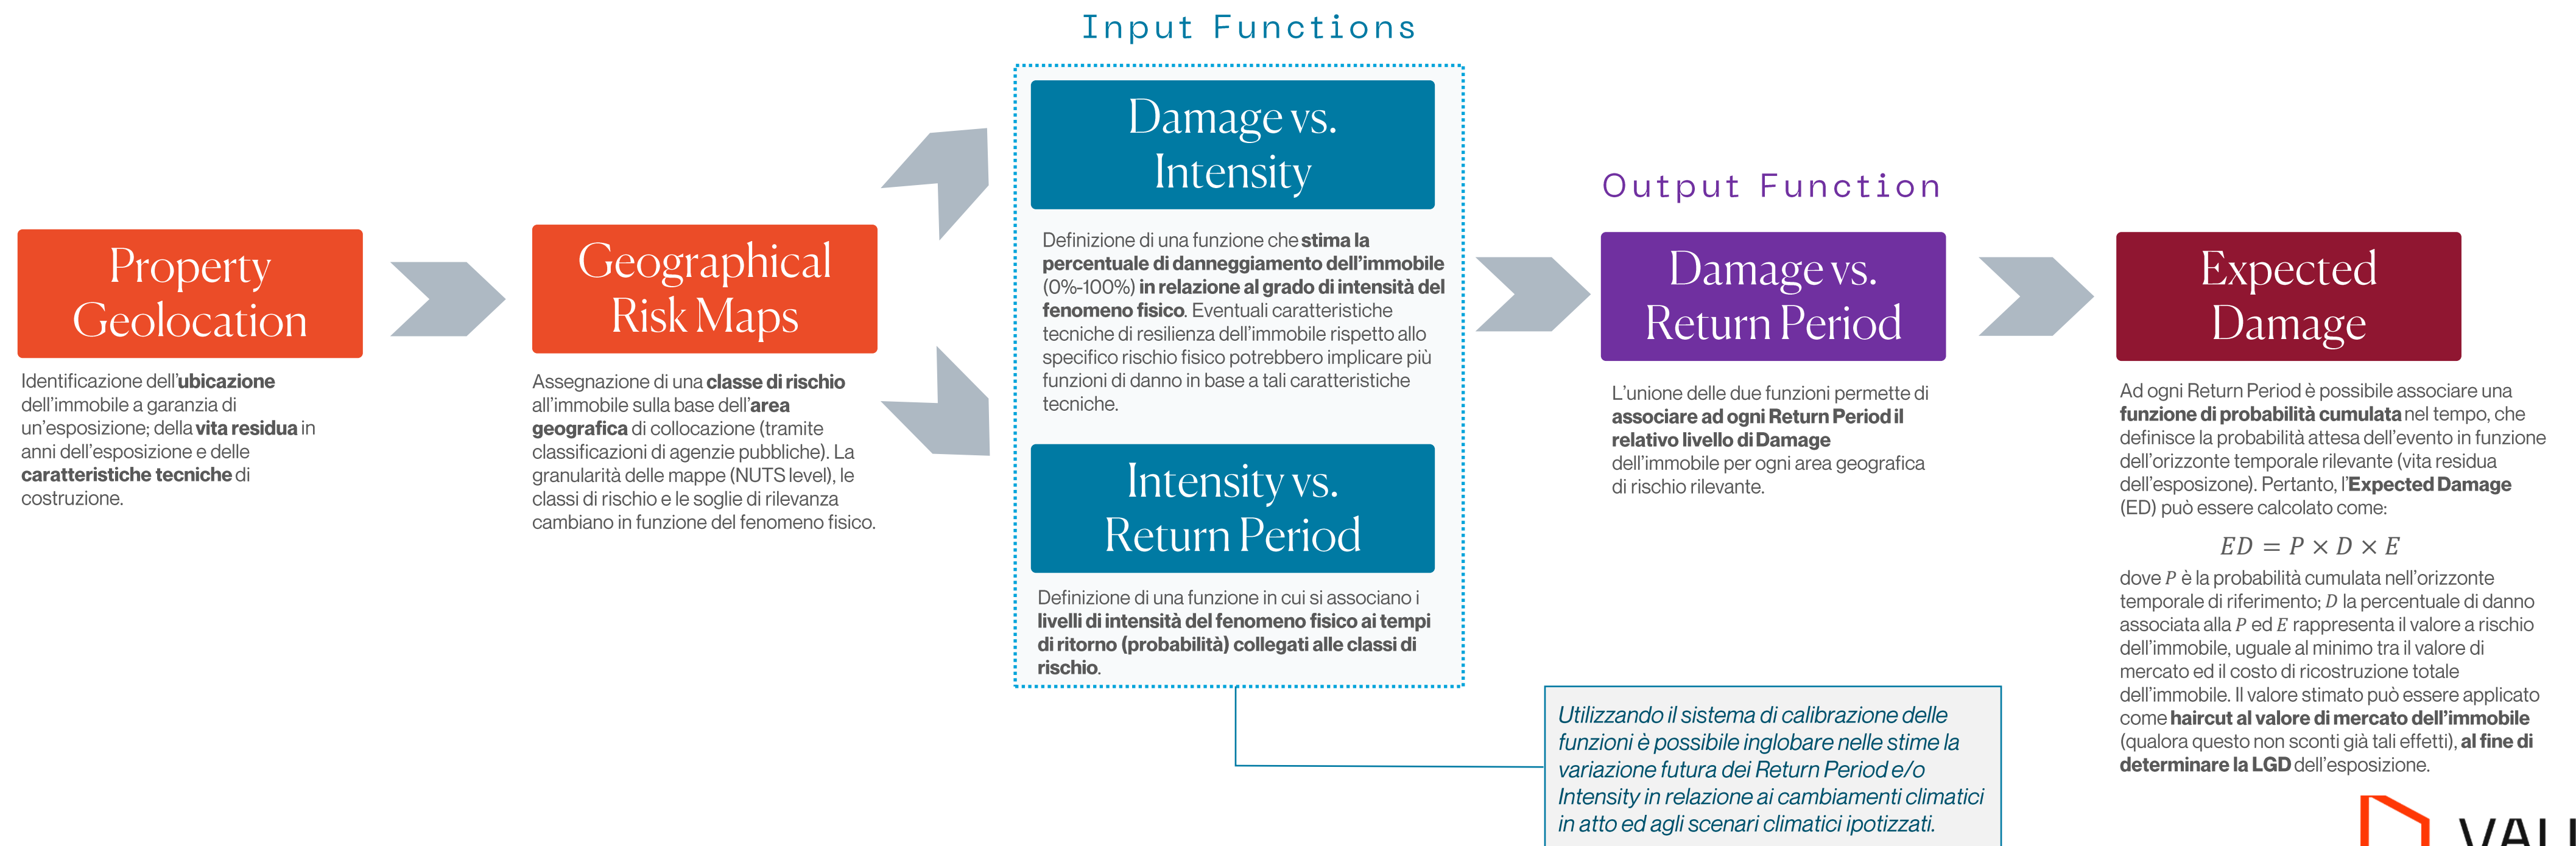 Input Functions
Property
Geolocation
Identificazione dell'ubicazione
dell'immobile a garanzia di
un'esposizione; della vita residua in
anni dell'esposizione e delle
caratteristiche tecniche di
costruzione.
Geographical
Risk Maps
Assegnazione di una classe di rischio
all'immobile sulla base dell'area
geografica di collocazione (tramite
classificazioni di agenzie pubbliche). La
granularità delle mappe (NUTS level), le
classi di rischio e le soglie di rilevanza
cambiano in funzione del fenomeno fisico.
Damage vs.
Intensity
Definizione di una funzione che stima la
percentuale di danneggiamento dell'immobile
(0%-100%) in relazione al grado di intensità del
fenomeno fisico. Eventuali caratteristiche
tecniche di resilienza dell'immobile rispetto allo
specifico rischio fisico potrebbero implicare più
funzioni di danno in base a tali caratteristiche
tecniche.
Intensity vs.
Return Period
Definizione di una funzione in cui si associano i
livelli di intensità del fenomeno fisico ai tempi
di ritorno (probabilità) collegati alle classi di
rischio.
Utilizzando il sistema di calibrazione delle
funzioni è possibile inglobare nelle stime la
variazione futura dei Return Period e/o
Intensity in relazione ai cambiamenti climatici
in atto ed agli scenari climatici ipotizzati.
Output Function
Damage vs.
Return Period
L'unione delle due funzioni permette di
associare ad ogni Return Period il
relativo livello di Damage
dell'immobile per ogni area geografica
di rischio rilevante.
Expected
Damage
Ad ogni Return Period è possibile associare una
funzione di probabilità cumulata nel tempo, che
definisce la probabilità attesa dell'evento in funzione
dell'orizzonte temporale rilevante (vita residua
dell'esposizone). Pertanto, l'Expected Damage
(ED) può essere calcolato come:
ED = P × D × E
dove P è la probabilità cumulata nell'orizzonte
temporale di riferimento; D la percentuale di danno
associata alla P ed E rappresenta il valore a rischio
dell'immobile, uguale al minimo tra il valore di
mercato ed il costo di ricostruzione totale
dell'immobile. Il valore stimato può essere applicato
come haircut al valore di mercato dell'immobile
(qualora questo non sconti già tali effetti), al fine di
determinare la LGD dell'esposizione.